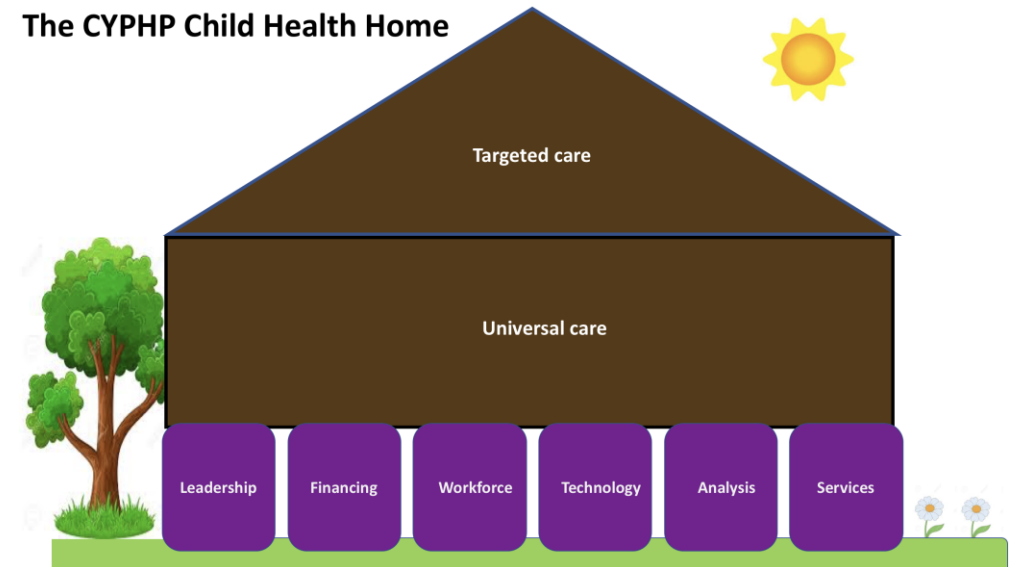 The CYPHP Child Health Home
Targeted care
Universal care
Leadership
Financing
Workforce
Technology
Analysis
Services